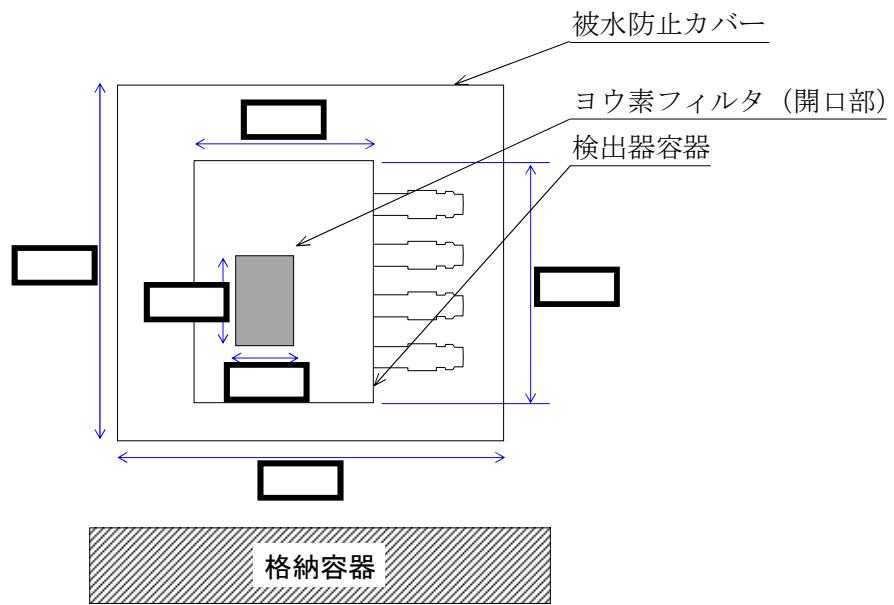 被水防止カバー
ヨウ素フィルタ（開口部）
検出器容器
格納容器